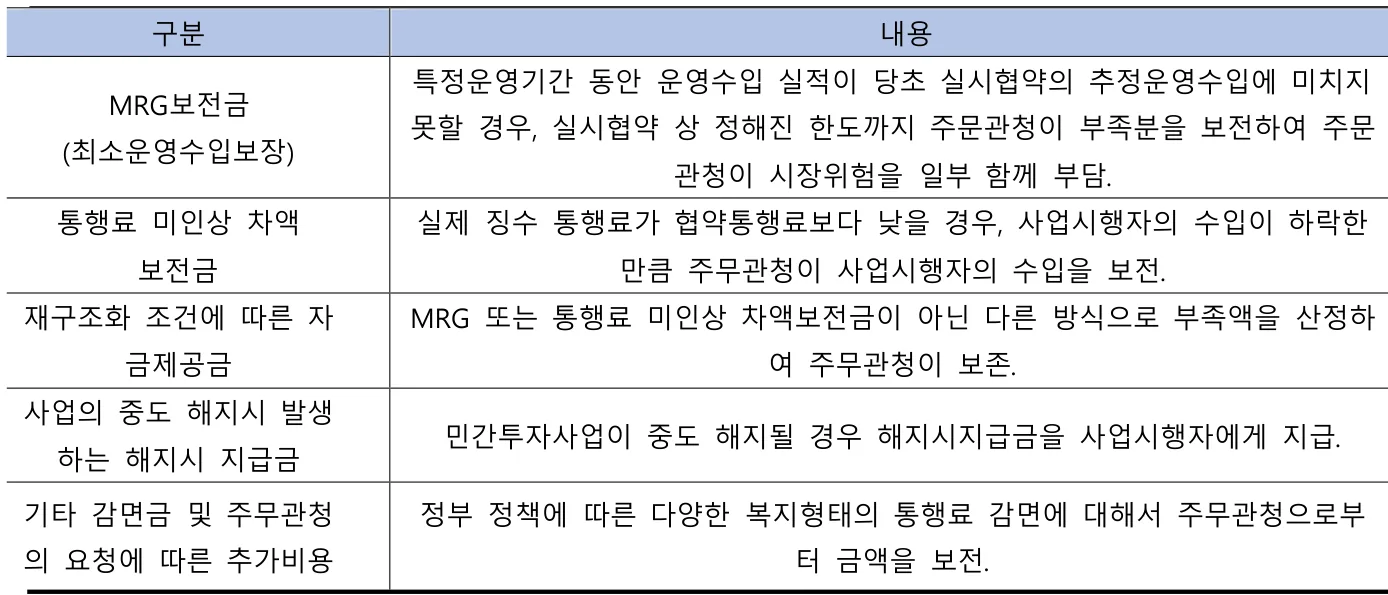 구분
내용
MRG보전금
(최소운영수입보장)
특정운영기간 동안 운영수입 실적이 당초 실시협약의 추정운영수입에 미치지
못할 경우, 실시협약 상 정해진 한도까지 주문관청이 부족분을 보전하여 주문
관청이 시장위험을 일부 함께 부담.
통행료 미인상 차액
보전금
실제 징수 통행료가 협약통행료보다 낮을 경우, 사업시행자의 수입이 하락한
만큼 주무관청이 사업시행자의 수입을 보전.
재구조화 조건에 따른 자
금제공금
MRG 또는 통행료 미인상 차액보전금이 아닌 다른 방식으로 부족액을 산정하
여 주무관청이 보존.
사업의 중도 해지시 발생
하는 해지시 지급금
민간투자사업이 중도 해지될 경우 해지시지급금을 사업시행자에게 지급.
기타 감면금 및 주무관청
의 요청에 따른 추가비용
정부 정책에 따른 다양한 복지형태의 통행료 감면에 대해서 주무관청으로부
터 금액을 보전.